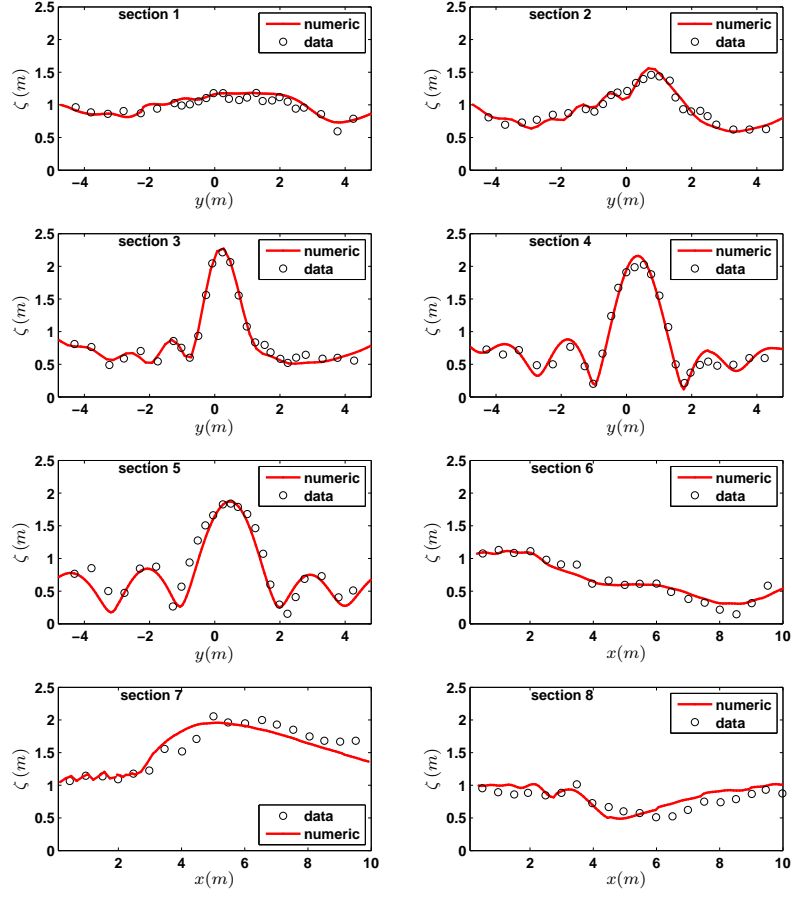 section 1
numeric
data
2.5
2
1.5
1
0.5
0
−4
−2
0
2
4
y(m)
ζ (m)
section 2
numeric
data
2.5
2
1.5
1
0.5
0
−4
−2
0
2
4
y(m)
ζ (m)
section 3
numeric
data
2.5
2
1.5
1
0.5
0
−4
−2
0
2
4
y(m)
ζ (m)
section 4
numeric
data
2.5
2
1.5
1
0.5
0
−4
−2
0
2
4
y(m)
ζ (m)
section 5
numeric
data
2.5
2
1.5
1
0.5
0
−4
−2
0
2
4
y(m)
ζ (m)
section 6
numeric
data
2.5
2
1.5
1
0.5
0
2
4
6
8
10
x(m)
ζ (m)
section 7
data
numeric
2.5
2
1.5
1
0.5
0
2
4
6
8
10
x(m)
ζ (m)
section 8
numeric
data
2.5
2
1.5
1
0.5
0
2
4
6
8
10
x(m)
ζ (m)